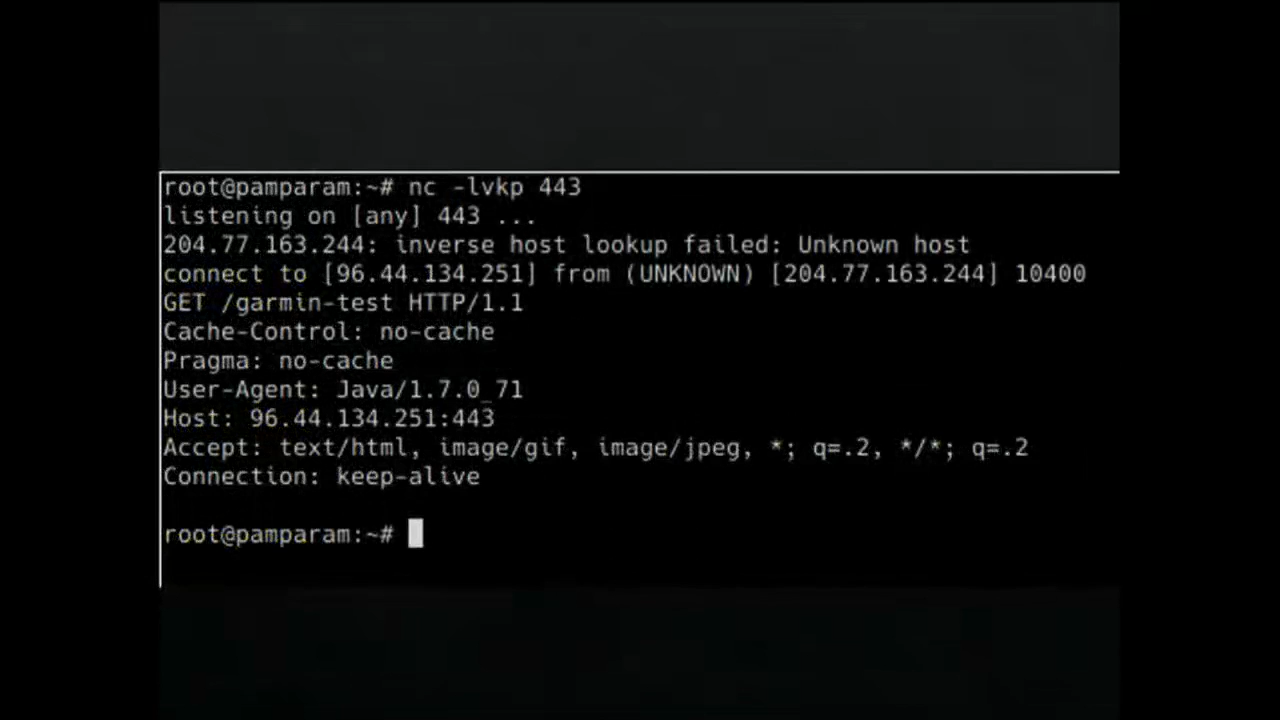 root@pamparam:~# nc -lvkp 443
listening on [any] 443 ...
204.77.163.244: inverse host lookup failed: Unknown host
connect to [96.44.134.251] from (UNKNOWN) [204.77.163.244] 10400
GET /garmin-test HTTP/1.1
Cache-Control: no-cache
Pragma: no-cache
User-Agent: Java/1.7.0_71
Host: 96.44.134.251:443
Accept: text/html, image/gif, image/jpeg, *; q=.2, */*; q=.2
Connection: keep-alive
root@pamparam:~#